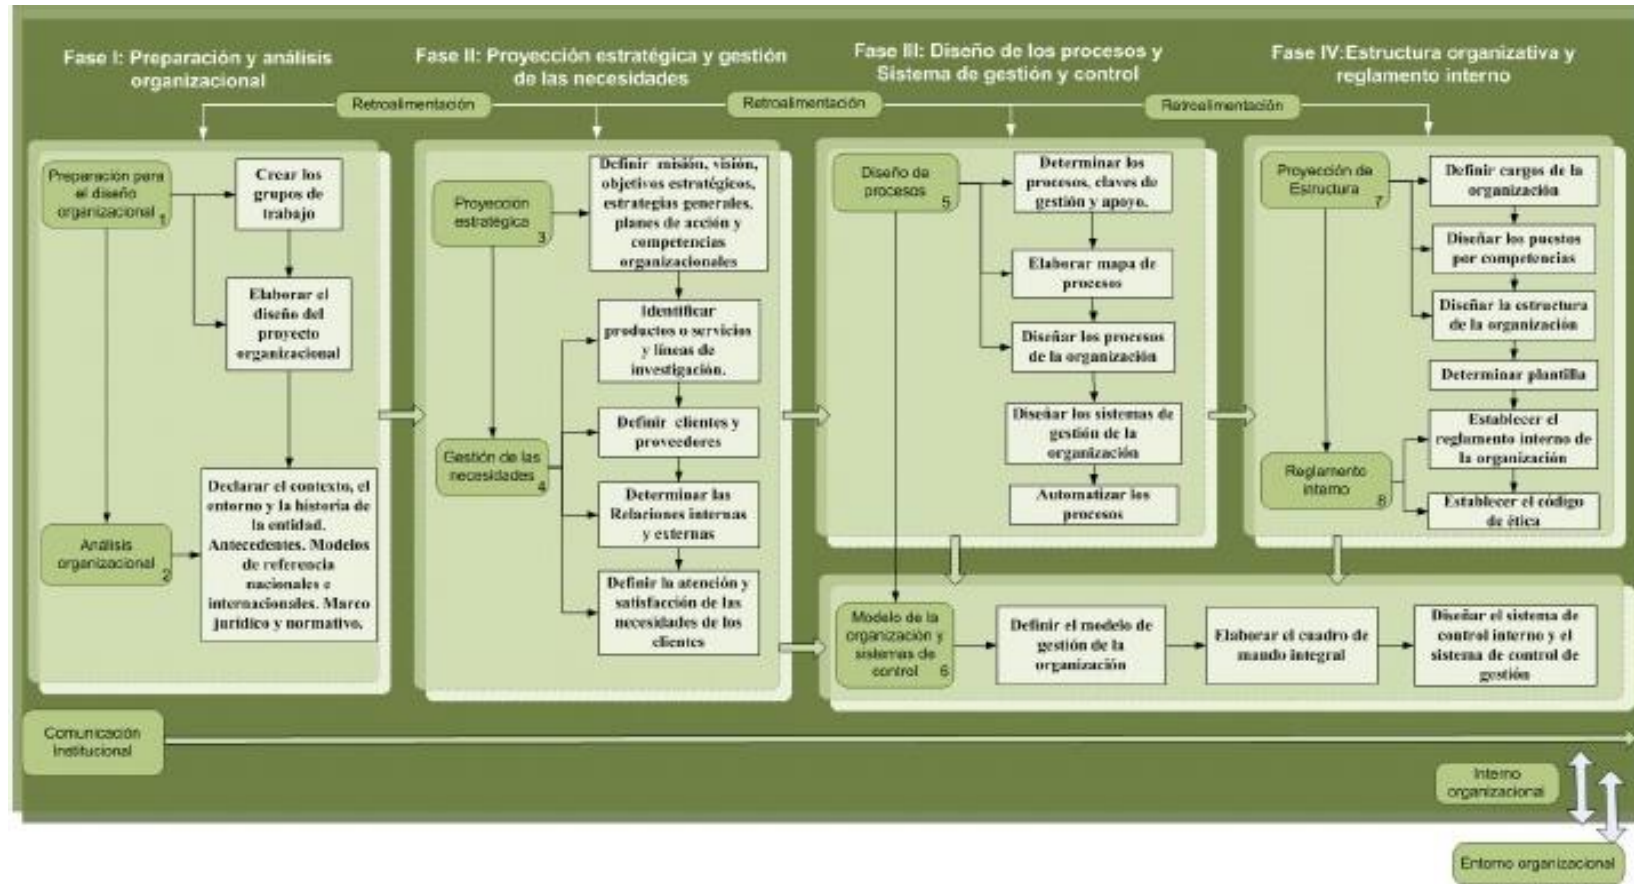 Fase I: Preparación y análisis
organizacional
Fase II: Proyección estratégica y gestión
de las necesidades
Fase III: Diseño de los procesos y
Sistema de gestión y control
Fase IV:Estructura organizativa y
reglamento interno
Retroalimentación
Retroalimentación
Retroalimentación
Preparación para
el diseño
organizacional 1
Crear los
grupos de
trabajo
Elaborar el
diseño del
proyecto
organizacional
Análisis
organizacional 2
Declarar el contexto, el
entorno y la historia de
la entidad.
Antecedentes. Modelos
de referencia
nacionales e
internacionales. Marco
jurídico y normativo.
Proyección
estratégica 3
Definir misión, visión,
objetivos estratégicos,
estrategias generales,
planes de acción y
competencias
organizacionales
Identificar
productos o servicios
y líneas de
investigación.
Definir clientes y
proveedores
Gestión de las
necesidades 4
Determinar las
Relaciones internas
y externas
Definir la atención y
satisfacción de las
necesidades de los
clientes
Diseño de
procesos 5
Determinar los
procesos, claves de
gestión y apoyo.
Elaborar mapa de
procesos
Diseñar los procesos
de la organización
Diseñar los sistemas de
gestión de la
organización
Automatizar los
procesos
Proyección de
Estructura 7
Definir cargos de la
organización
Diseñar los puestos
por competencias
Diseñar la estructura
de la organización
Determinar plantilla
Establecer el
reglamento interno de
la organización
Reglamento
interno 8
Establecer el código
de ética
Modelo de la
organización y
sistemas de
control 6
Definir el modelo de
gestión de la
organización
Elaborar el cuadro de
mando integral
Diseñar el sistema de
control interno y el
sistema de control de
gestión
Comunicación
Institucional
Interno
organizacional
Entorno organizacional